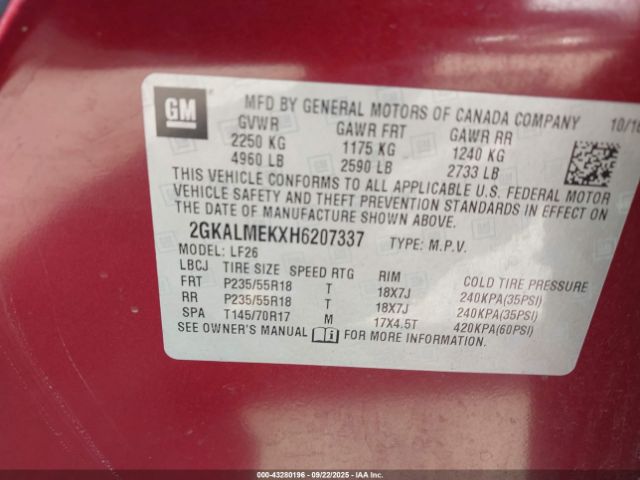 GM
MFD BY GENERAL MOTORS OF CANADA COMPANY 10/16
GVWR GAWR FRT GAWR RR
2250 KG 1175 KG 1240 KG
4960 LB 2590 LB 2733 LB
THIS VEHICLE CONFORMS TO ALL APPLICABLE U.S. FEDERAL MOTOR
VEHICLE SAFETY AND THEFT PREVENTION STANDARDS IN EFFECT ON
THE DATE OF MANUFACTURE SHOWN ABOVE.
2GKALMEKXH6207337 TYPE: M.P.V.
MODEL: LF26
LBCJ TIRE SIZE SPEED RTG RIM COLD TIRE PRESSURE
FRT P235/55R18 T 18X7J 240KPA(35PSI)
RR P235/55R18 T 18X7J 240KPA(35PSI)
SPA T145/70R17 M 17X4.5T 420KPA(60PSI)
SEE OWNER'S MANUAL FOR MORE INFORMATION.
00-43280196 - 09/22/2025 - IAAI.COM